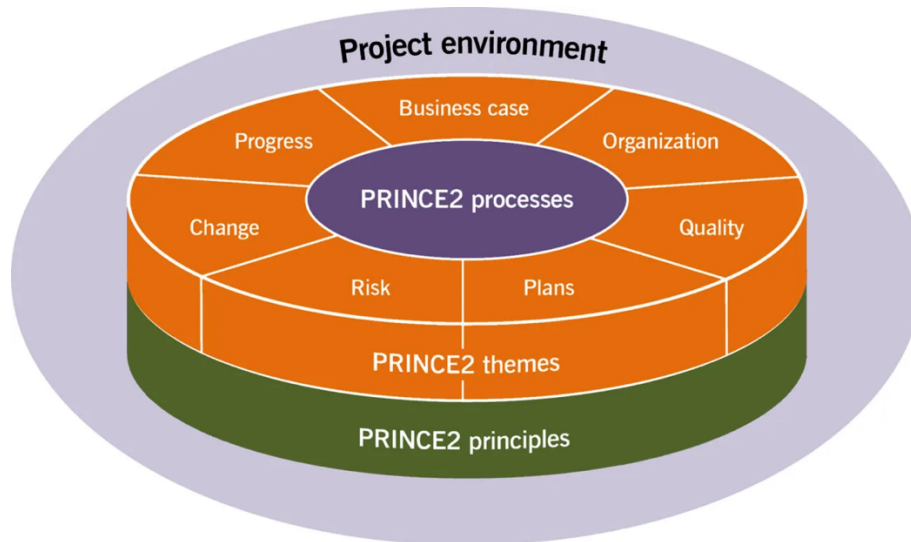 Project environment
Business case
Progress
Organization
PRINCE2 processes
Change
Quality
Risk
Plans
PRINCE2 themes
PRINCE2 principles